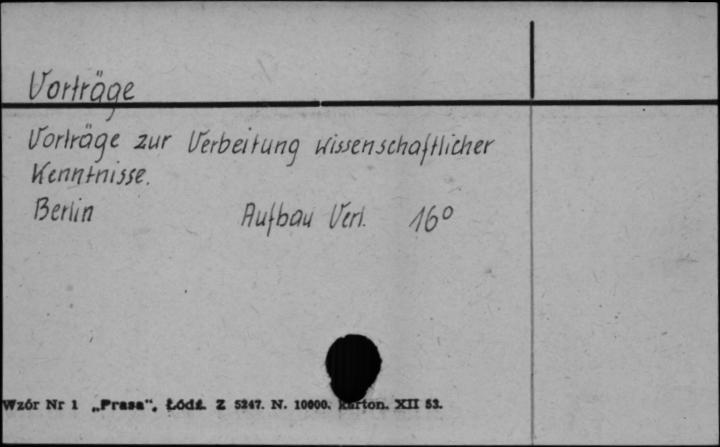 Vorträge
Vorträge zur Verbeitung wissenschaftlicher
Kenntnisse.
Berlin Aufbau Verl. 16°
Wzór Nr 1 „Prasa“, Łódź. Z 5247. N. 10000. Karton. XII 53.